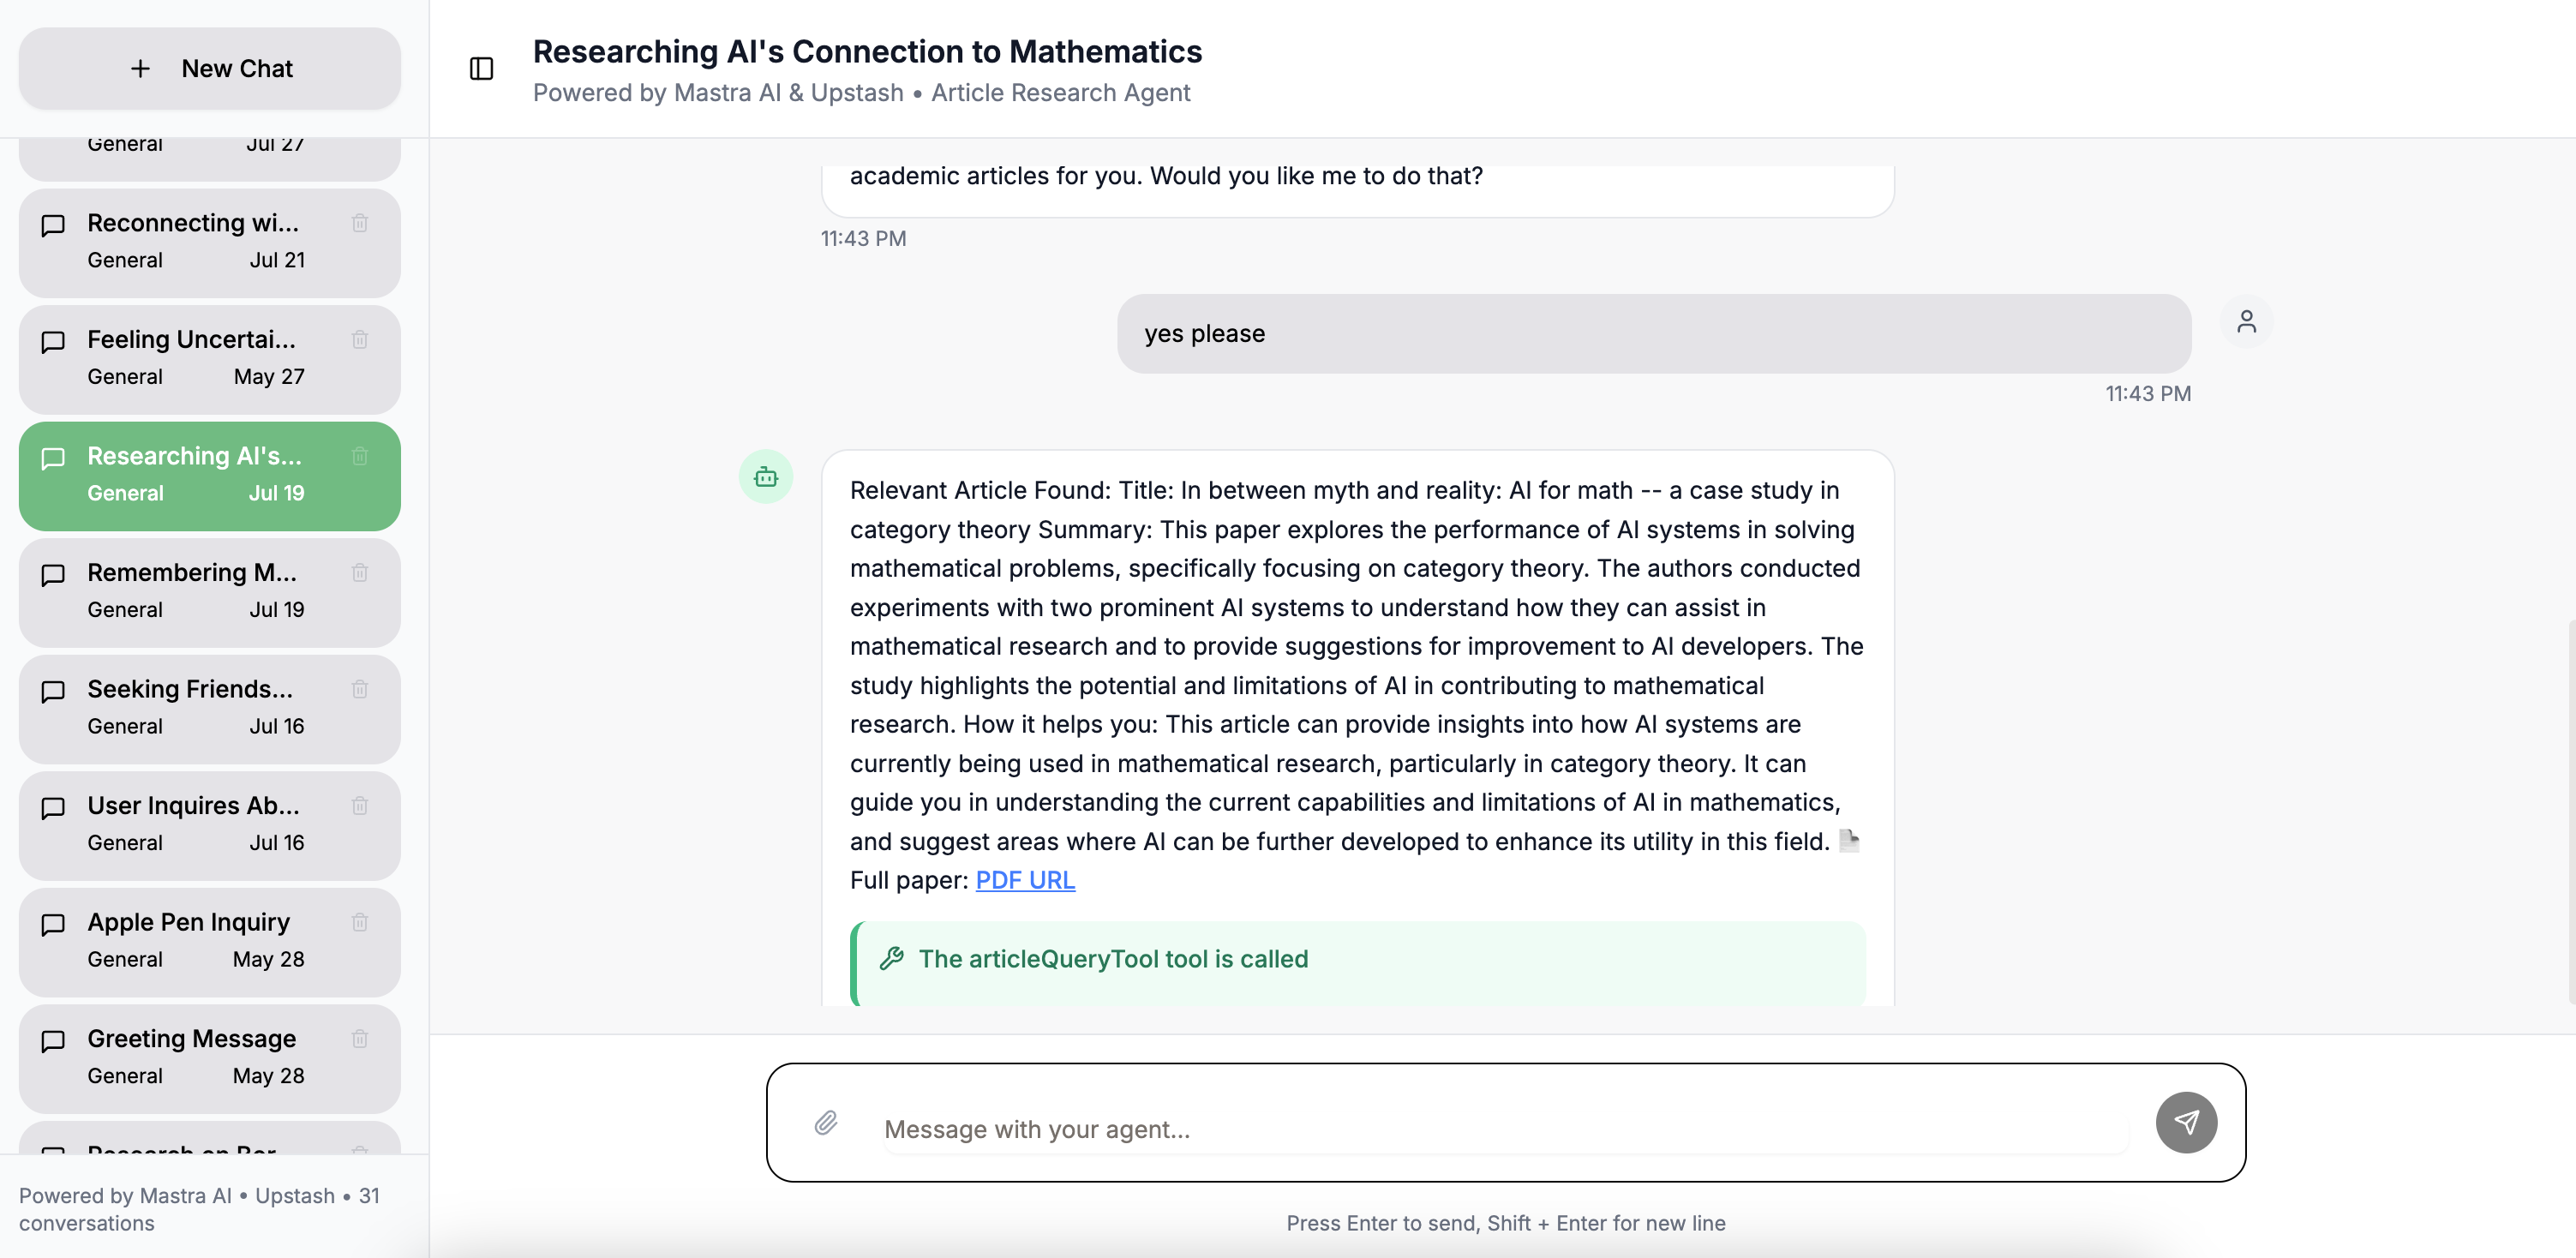 New Chat
General Jul 27
Reconnecting wi...
General Jul 21
Feeling Uncertai...
General May 27
Researching AI's...
General Jul 19
Remembering M...
General Jul 19
Seeking Friends...
General Jul 16
User Inquires Ab...
General Jul 16
Apple Pen Inquiry
General May 28
Greeting Message
General May 28
Research on Ber...
Powered by Mastra AI • Upstash • 31
conversations
Researching AI's Connection to Mathematics
Powered by Mastra AI & Upstash • Article Research Agent
academic articles for you. Would you like me to do that?
11:43 PM
yes please
11:43 PM
Relevant Article Found: Title: In between myth and reality: AI for math -- a case study in
category theory Summary: This paper explores the performance of AI systems in solving
mathematical problems, specifically focusing on category theory. The authors conducted
experiments with two prominent AI systems to understand how they can assist in
mathematical research and to provide suggestions for improvement to AI developers. The
study highlights the potential and limitations of AI in contributing to mathematical
research. How it helps you: This article can provide insights into how AI systems are
currently being used in mathematical research, particularly in category theory. It can
guide you in understanding the current capabilities and limitations of AI in mathematics,
and suggest areas where AI can be further developed to enhance its utility in this field. 📄
Full paper: PDF URL
The articleQueryTool tool is called
Message with your agent...
Press Enter to send, Shift + Enter for new line